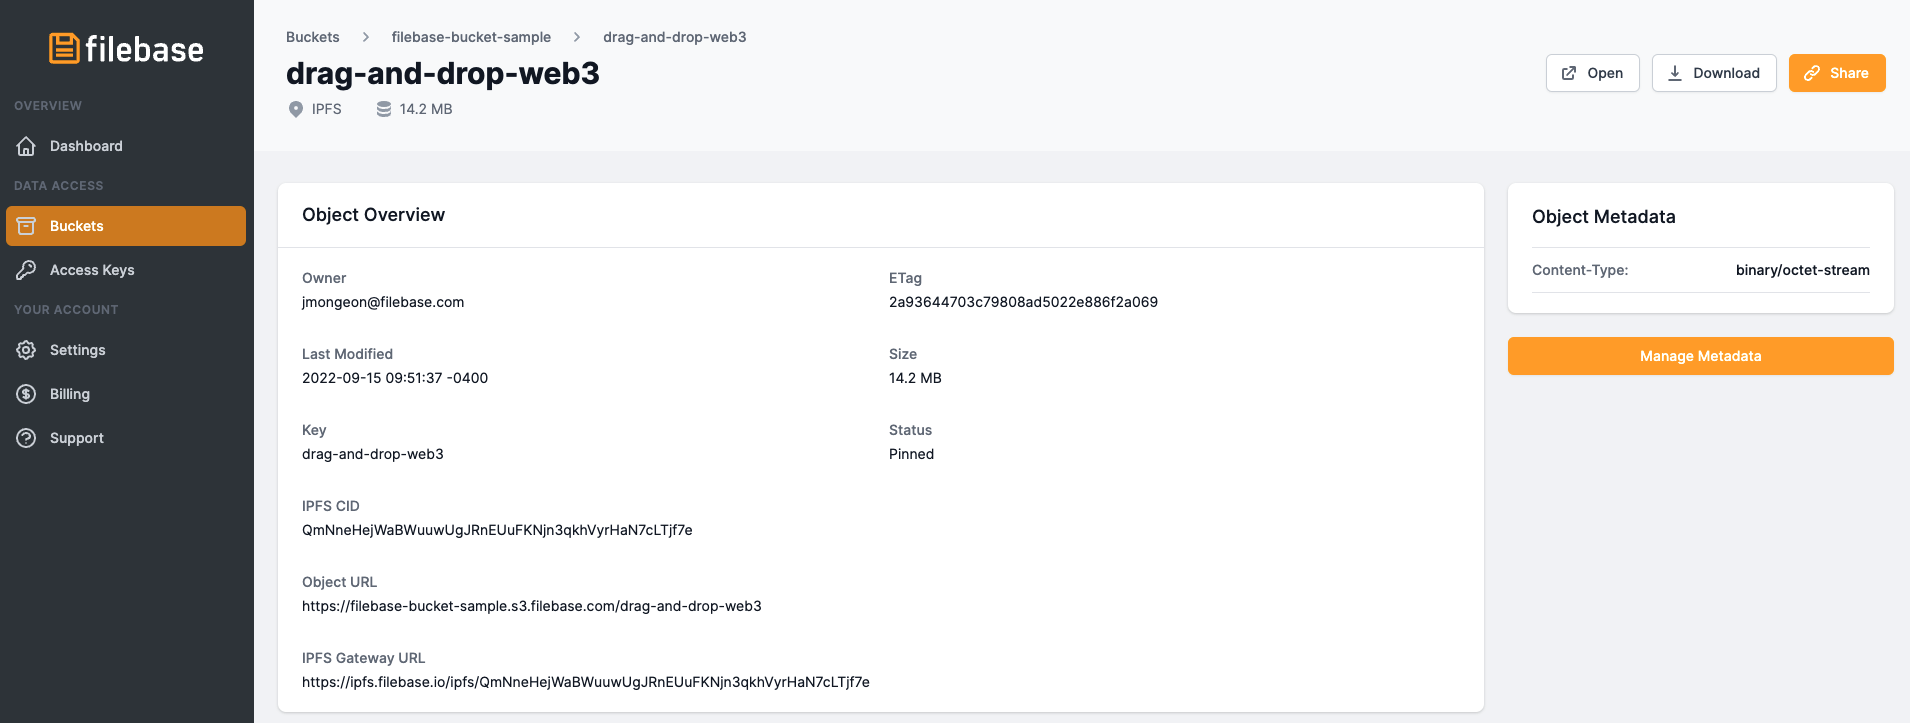 filebase
OVERVIEW
Dashboard
DATA ACCESS
Buckets
Access Keys
YOUR ACCOUNT
Settings
Billing
Support
Buckets > filebase-bucket-sample > drag-and-drop-web3
drag-and-drop-web3
IPFS 14.2 MB
Open Download Share
Object Overview
Owner
jmongeon@filebase.com
ETag
2a93644703c79808ad5022e886f2a069
Last Modified
2022-09-15 09:51:37 -0400
Size
14.2 MB
Key
drag-and-drop-web3
Status
Pinned
IPFS CID
QmNneHejWaBWuuwUgJRnEUuFKNjn3qkhVyrHaN7cLTjf7e
Object URL
https://filebase-bucket-sample.s3.filebase.com/drag-and-drop-web3
IPFS Gateway URL
https://ipfs.filebase.io/ipfs/QmNneHejWaBWuuwUgJRnEUuFKNjn3qkhVyrHaN7cLTjf7e
Object Metadata
Content-Type: binary/octet-stream
Manage Metadata